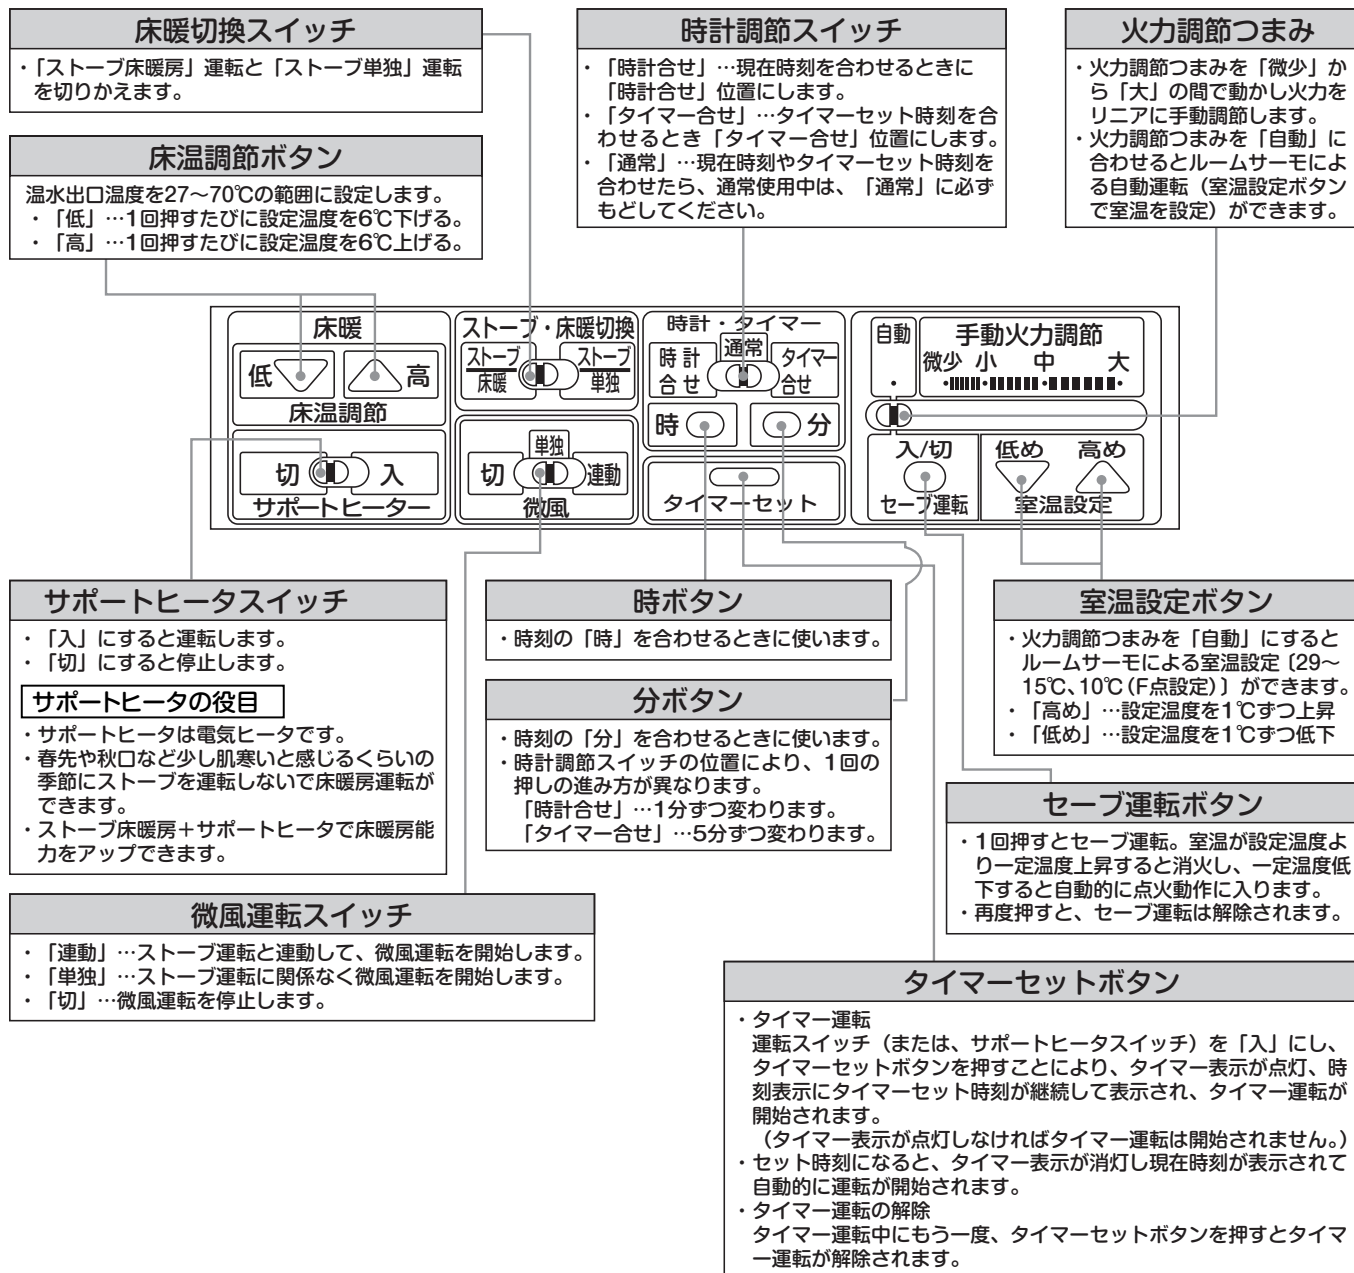 床暖切換スイッチ
・「ストーブ床暖房」運転と「ストーブ単独」運転
を切りかえます。
床温調節ボタン
温水出口温度を27～70℃の範囲に設定します。
・「低」…1回押すたびに設定温度を6℃下げる。
・「高」…1回押すたびに設定温度を6℃上げる。
時計調節スイッチ
・「時計合せ」…現在時刻を合わせるときに
「時計合せ」位置にします。
・「タイマー合せ」…タイマーセット時刻を合
わせるとき「タイマー合せ」位置にします。
・「通常」…現在時刻やタイマーセット時刻を
合わせたら、通常使用中は、「通常」に必ず
もどしてください。
火力調節つまみ
・火力調節つまみを「微少」か
ら「大」の間で動かし火力を
リニアに手動調節します。
・火力調節つまみを「自動」に
合わせるとルームサーモによ
る自動運転（室温設定ボタン
で室温を設定）ができます。
床暖
低
高
床温調節
切
入
サポートヒーター
ストーブ・床暖切換
ストーブ
床暖
ストーブ
単独
単独
切
連動
微風
時計・タイマー
時計
合せ
通常
タイマー
合せ
時
分
タイマーセット
自動
手動火力調節
微少 小 中 大
入/切
セーブ運転
低め 高め
室温設定
サポートヒータスイッチ
・「入」にすると運転します。
・「切」にすると停止します。
サポートヒータの役目
・サポートヒータは電気ヒータです。
・春先や秋口など少し肌寒いと感じるくらいの
季節にストーブを運転しないで床暖房運転が
できます。
・ストーブ床暖房＋サポートヒータで床暖房能
力をアップできます。
時ボタン
・時刻の「時」を合わせるときに使います。
分ボタン
・時刻の「分」を合わせるときに使います。
・時計調節スイッチの位置により、1回の
押しの進み方が異なります。
「時計合せ」…1分ずつ変わります。
「タイマー合せ」…5分ずつ変わります。
室温設定ボタン
・火力調節つまみを「自動」にすると
ルームサーモによる室温設定〔29～
15℃、10℃（F点設定）〕ができます。
・「高め」…設定温度を1℃ずつ上昇
・「低め」…設定温度を1℃ずつ低下
セーブ運転ボタン
・1回押すとセーブ運転。室温が設定温度よ
り一定温度上昇すると消火し、一定温度低
下すると自動的に点火動作に入ります。
・再度押すと、セーブ運転は解除されます。
微風運転スイッチ
・「連動」…ストーブ運転と連動して、微風運転を開始します。
・「単独」…ストーブ運転に関係なく微風運転を開始します。
・「切」…微風運転を停止します。
タイマーセットボタン
・タイマー運転
運転スイッチ（または、サポートヒータスイッチ）を「入」にし、
タイマーセットボタンを押すことにより、タイマー表示が点灯、時
刻表示にタイマーセット時刻が継続して表示され、タイマー運転が
開始されます。
（タイマー表示が点灯しなければタイマー運転は開始されません。）
・セット時刻になると、タイマー表示が消灯し現在時刻が表示されて
自動的に運転が開始されます。
・タイマー運転の解除
タイマー運転中にもう一度、タイマーセットボタンを押すとタイマ
ー運転が解除されます。